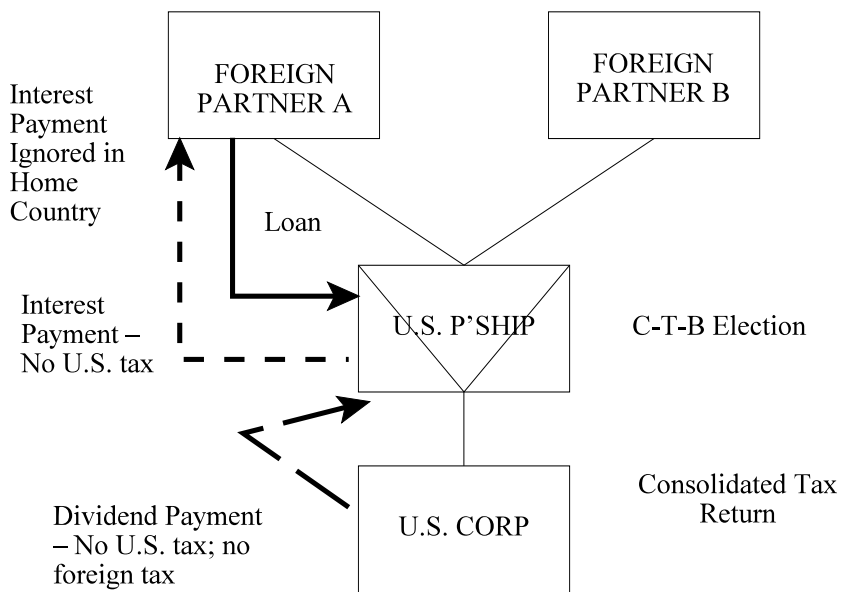 FOREIGN
PARTNER A
FOREIGN
PARTNER B
Interest
Payment
Ignored in
Home
Country
Loan
Interest
Payment –
No U.S. tax
U.S. P’SHIP
C-T-B Election
Dividend Payment
– No U.S. tax; no
foreign tax
U.S. CORP
Consolidated Tax
Return